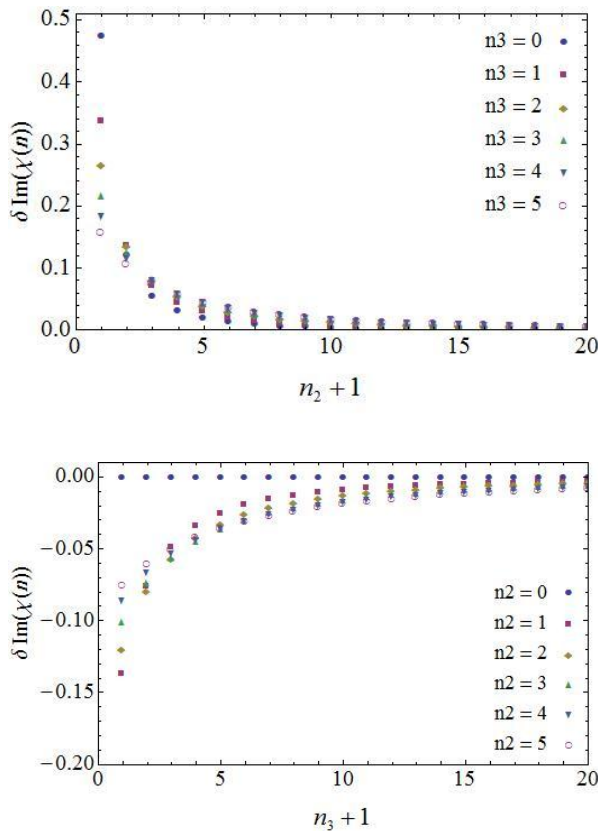 0.5
0.4
0.3
0.2
0.1
0.0
δ Im(χ(n))
n3 = 0
n3 = 1
n3 = 2
n3 = 3
n3 = 4
n3 = 5
0 5 10 15 20
n₂ + 1
0.00
−0.05
−0.10
−0.15
−0.20
δ Im(χ(n))
n2 = 0
n2 = 1
n2 = 2
n2 = 3
n2 = 4
n2 = 5
0 5 10 15 20
n₃ + 1